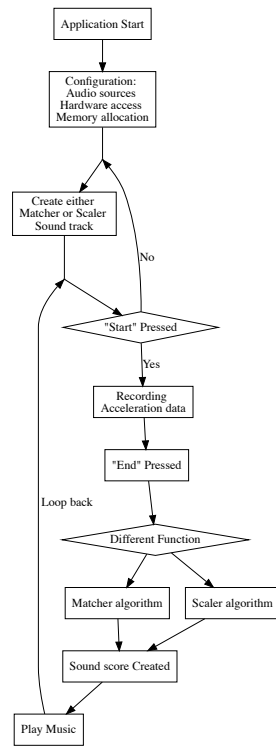 Application Start
Configuration:
Audio sources
Hardware access
Memory allocation
Create either
Matcher or Scaler
Sound track
No
"Start" Pressed
Yes
Recording
Acceleration data
"End" Pressed
Loop back
Different Function
Matcher algorithm
Scaler algorithm
Sound score Created
Play Music